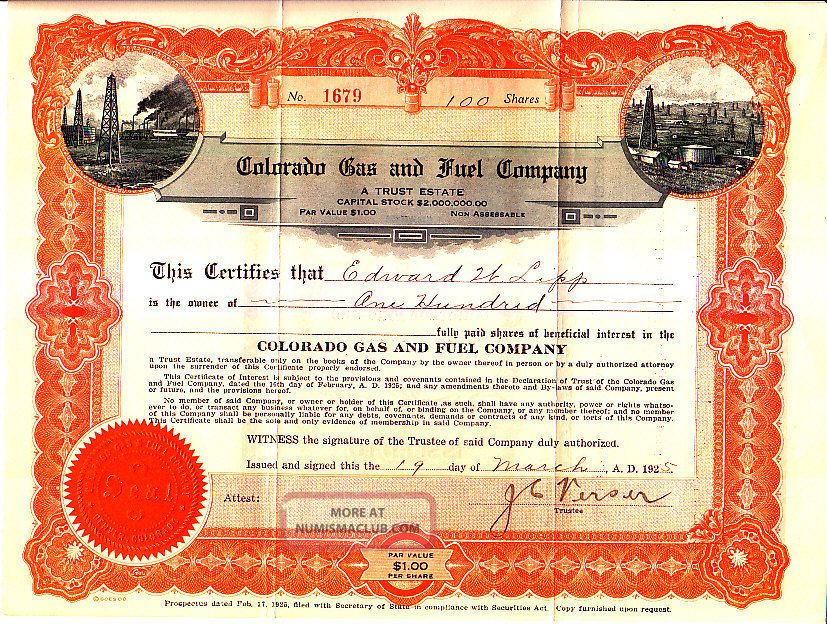 No. 1679 100 Shares
Colorado Gas and Fuel Company
A TRUST ESTATE
CAPITAL STOCK $2,000,000.00
PAR VALUE $1.00 NON ASSESSABLE
This Certifies that Edward W Lipp
is the owner of One Hundred
fully paid shares of beneficial interest in the
COLORADO GAS AND FUEL COMPANY
a Trust Estate, transferable only on the books of the Company by the owner thereof in person or by a duly authorized attorney
upon the surrender of this Certificate properly endorsed.
This Certificate of Interest is subject to the provisions and covenants contained in the Declaration of Trust of the Colorado Gas
and Fuel Company, dated the 16th day of February, A. D. 1925; and any amendments thereto and By-laws of said Company, present
or future, and the provisions hereof.
No member of said Company, or owner or holder of this Certificate as such, shall have any authority, power or rights whatso-
ever to do, or transact any business whatever for, on behalf of, or binding on the Company, or any member thereof; and no member
of this Company shall be personally liable for any debts, covenants, demands or contracts of any kind, or torts of this Company.
This Certificate shall be the sole and only evidence of membership in said Company.
WITNESS the signature of the Trustee of said Company duly authorized.
Issued and signed this the 19 day of March, A. D. 1925
Seal
Attest:
J C Verser
Trustee
MORE AT
NUMISMACLUB.COM
PAR VALUE
$1.00
PER SHARE
© GOES 00
Prospectus dated Feb. 17, 1925, filed with Secretary of State in compliance with Securities Act. Copy furnished upon request.